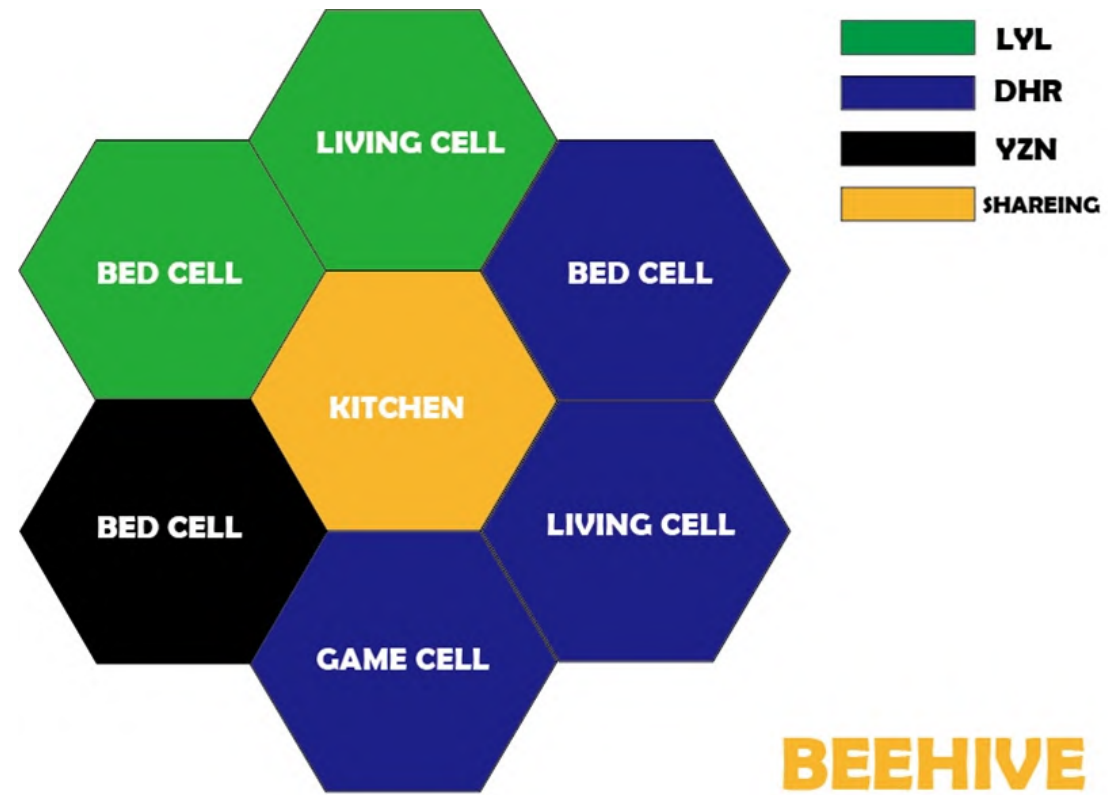 LIVING CELL
BED CELL
BED CELL
KITCHEN
BED CELL
LIVING CELL
GAME CELL
LYL
DHR
YZN
SHAREING
BEEHIVE